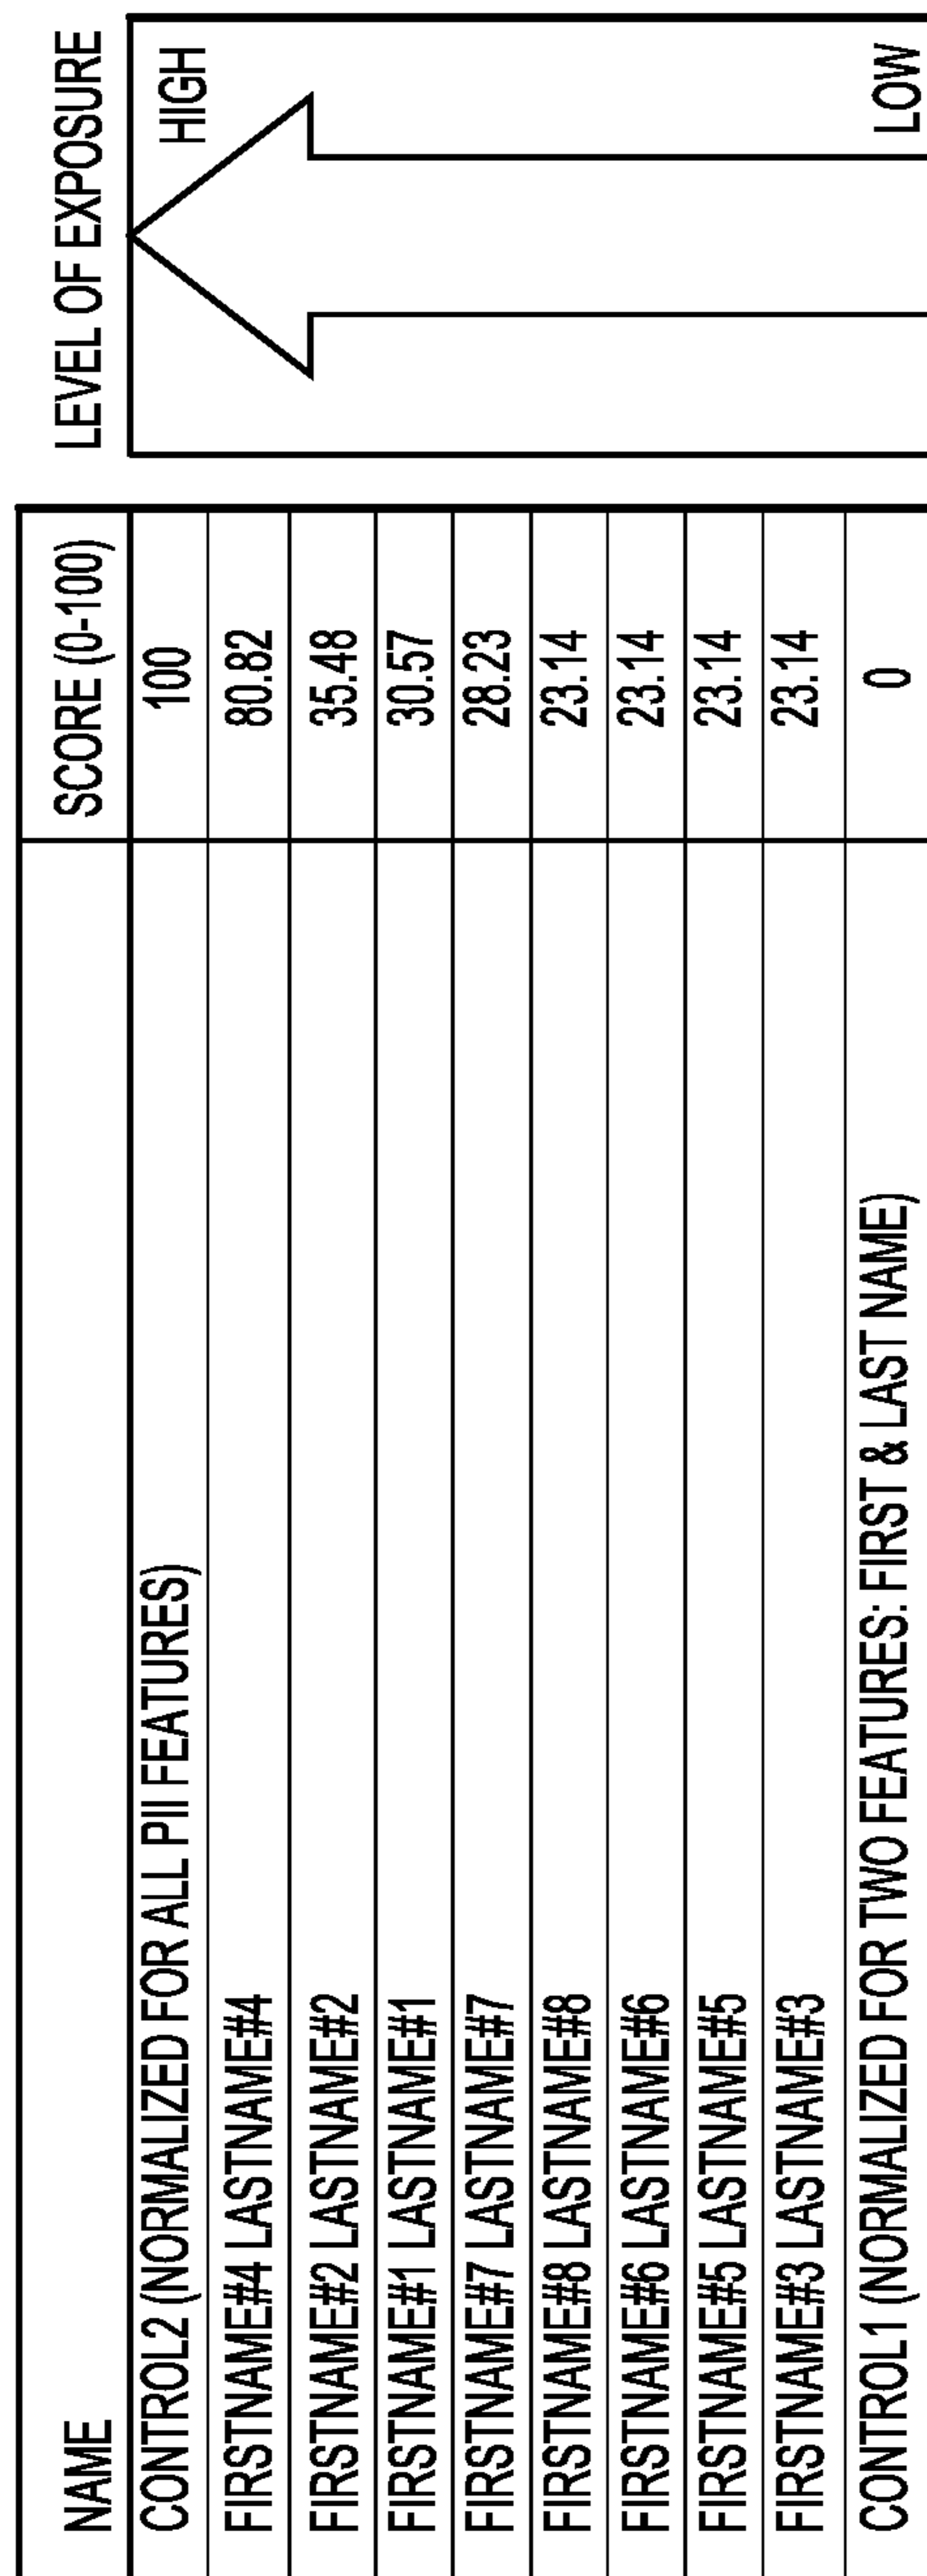 NAME SCORE (0-100) LEVEL OF EXPOSURE
CONTROL2 (NORMALIZED FOR ALL PII FEATURES) 100 HIGH
FIRSTNAME#4 LASTNAME#4 80.82
FIRSTNAME#2 LASTNAME#2 35.48
FIRSTNAME#1 LASTNAME#1 30.57
FIRSTNAME#7 LASTNAME#7 28.23
FIRSTNAME#8 LASTNAME#8 23.14
FIRSTNAME#6 LASTNAME#6 23.14
FIRSTNAME#5 LASTNAME#5 23.14
FIRSTNAME#3 LASTNAME#3 23.14
CONTROL1 (NORMALIZED FOR TWO FEATURES: FIRST & LAST NAME) 0 LOW